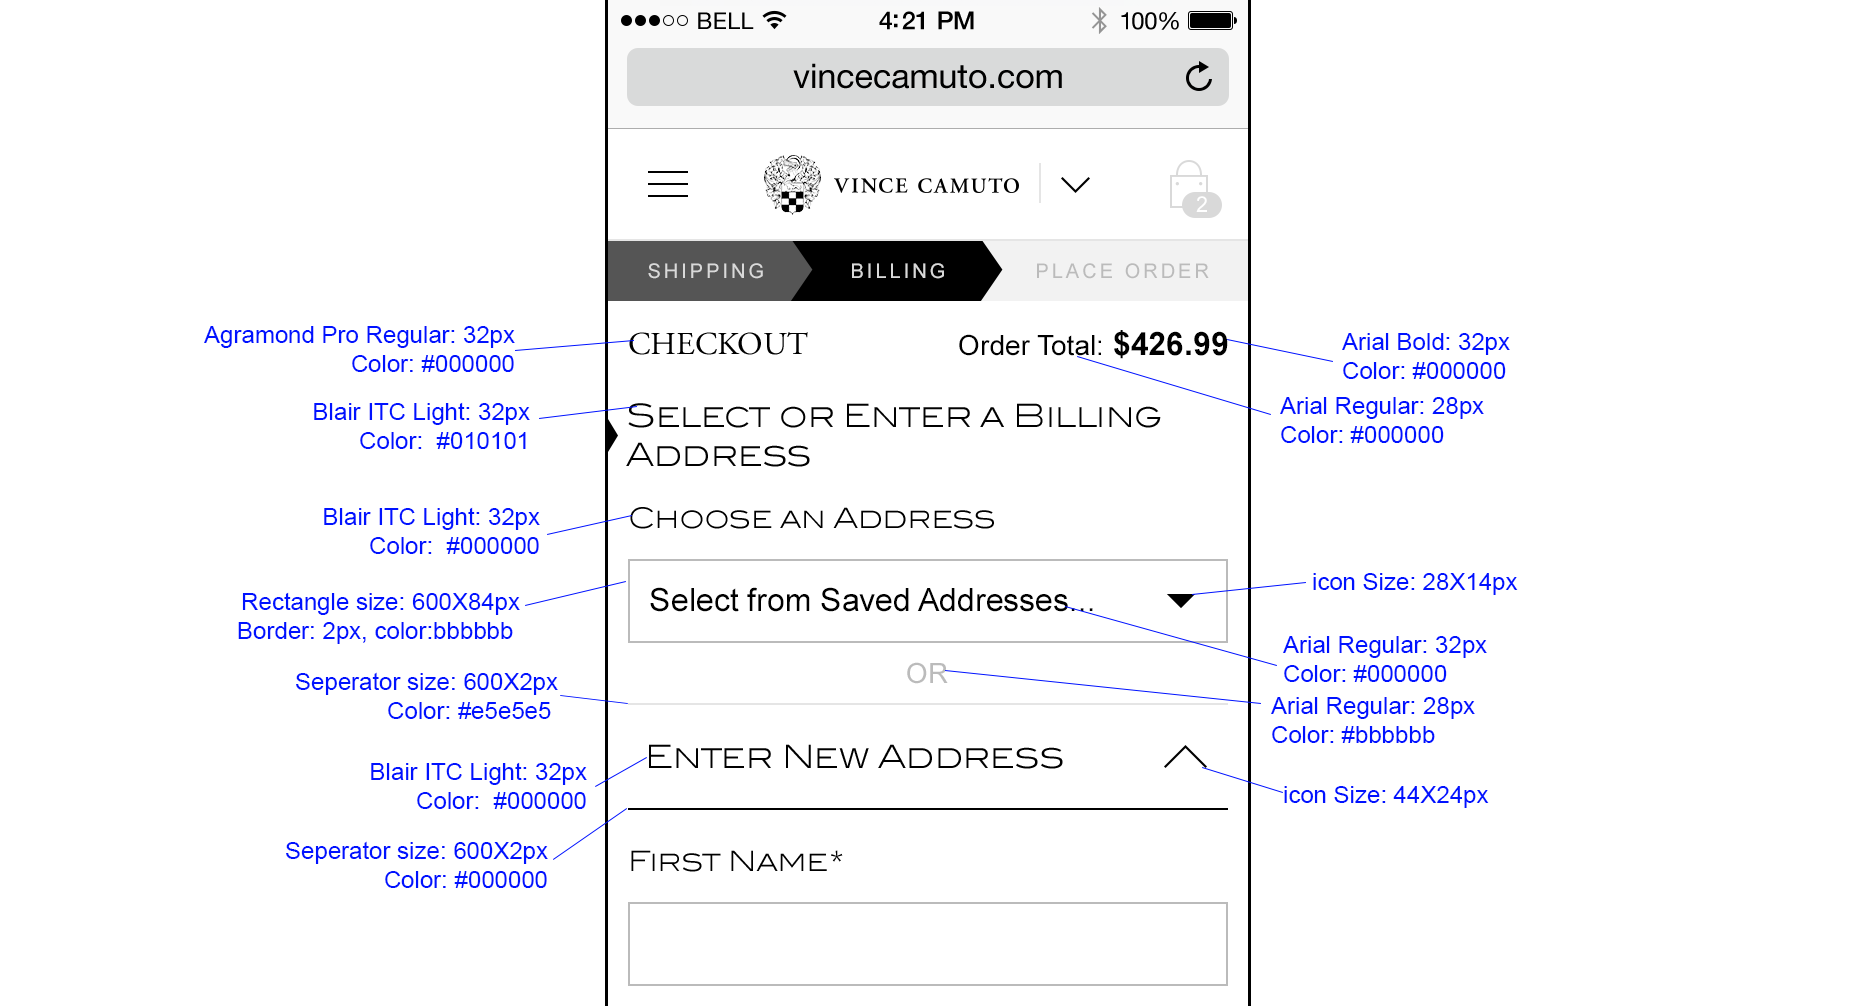 BELL 4:21 PM 100%
vincecamuto.com
VINCE CAMUTO 2
SHIPPING BILLING PLACE ORDER
Agramond Pro Regular: 32px
Color: #000000
CHECKOUT Order Total: $426.99
Arial Bold: 32px
Color: #000000
Blair ITC Light: 32px
Color: #010101
SELECT OR ENTER A BILLING
ADDRESS
Arial Regular: 28px
Color: #000000
Blair ITC Light: 32px
Color: #000000
CHOOSE AN ADDRESS
Rectangle size: 600X84px
Border: 2px, color:bbbbbb
Select from Saved Addresses...
icon Size: 28X14px
Arial Regular: 32px
Color: #000000
OR
Seperator size: 600X2px
Color: #e5e5e5
Arial Regular: 28px
Color: #bbbbbb
Blair ITC Light: 32px
Color: #000000
ENTER NEW ADDRESS
icon Size: 44X24px
Seperator size: 600X2px
Color: #000000
FIRST NAME*